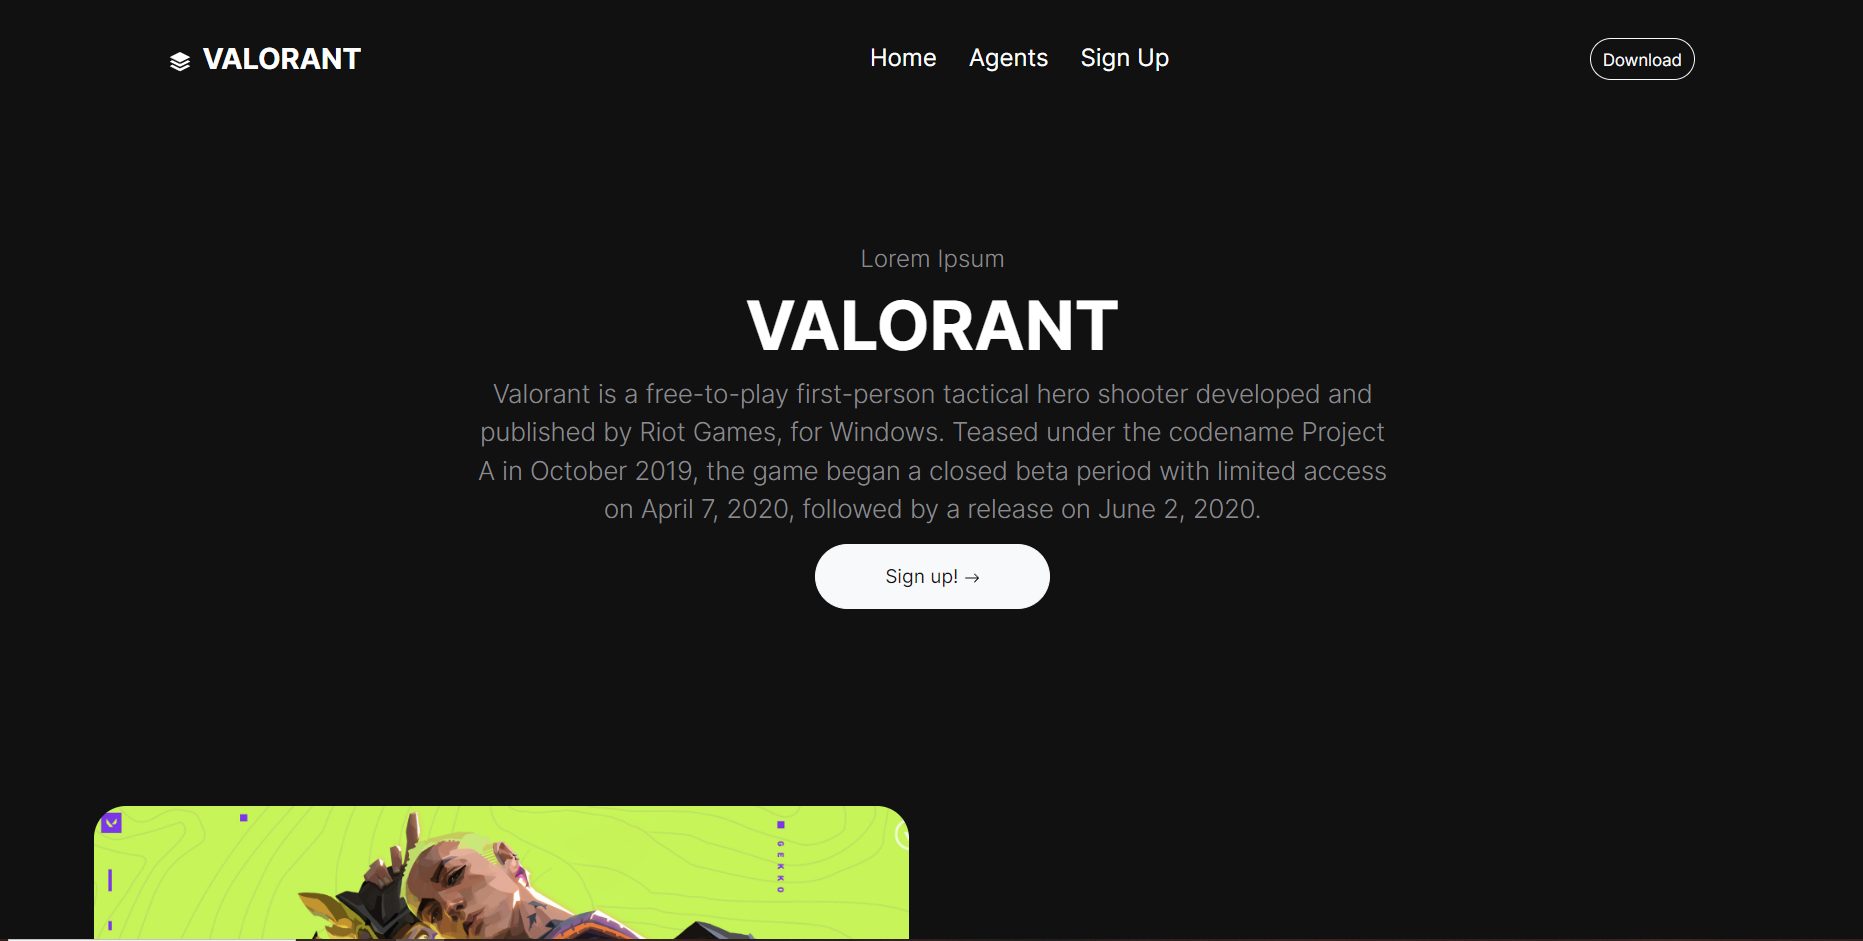 VALORANT
Home Agents Sign Up
Download
Lorem Ipsum
VALORANT
Valorant is a free-to-play first-person tactical hero shooter developed and
published by Riot Games, for Windows. Teased under the codename Project
A in October 2019, the game began a closed beta period with limited access
on April 7, 2020, followed by a release on June 2, 2020.
Sign up! →
GEKKO